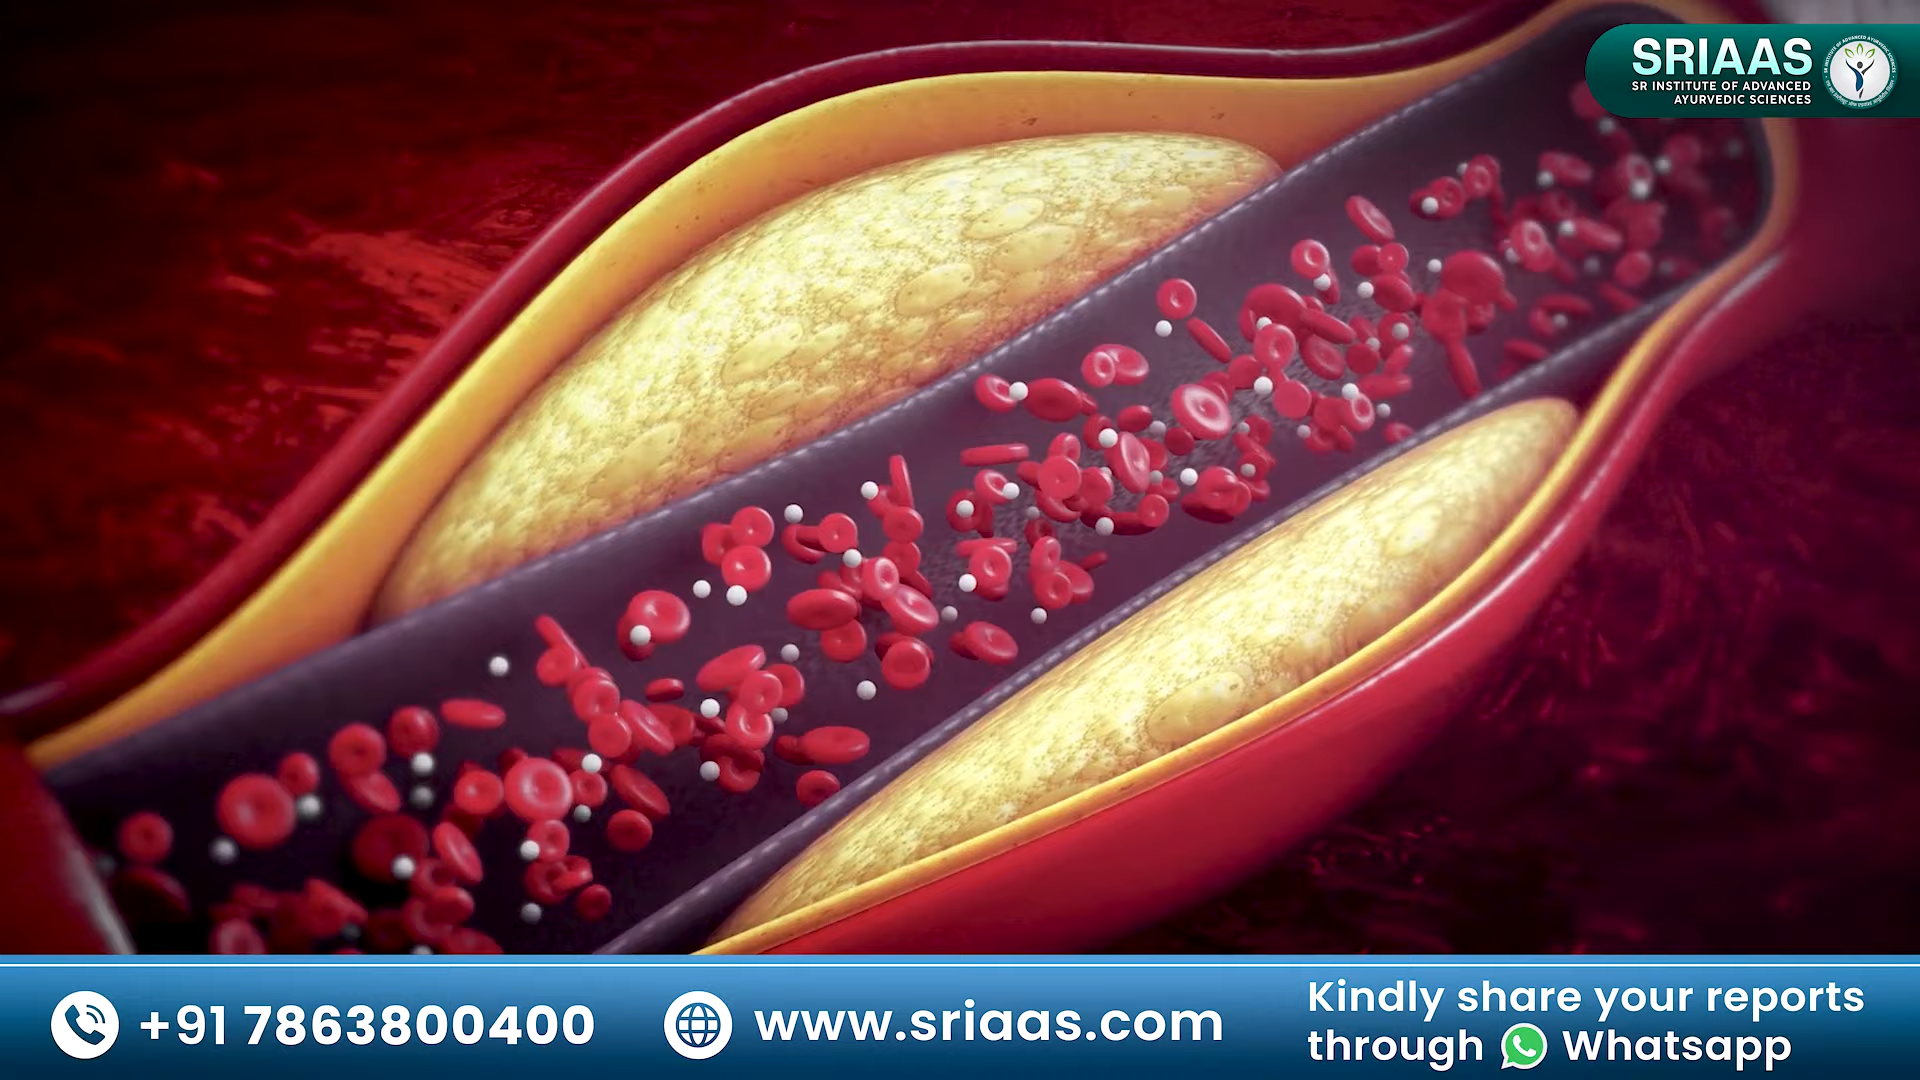 SRIAAS
SR INSTITUTE OF ADVANCED
AYURVEDIC SCIENCES
+91 7863800400
www.sriaas.com
Kindly share your reports
through Whatsapp